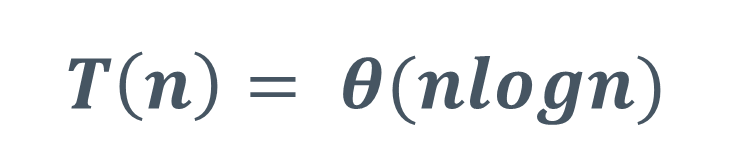 T(n) = θ(nlogn)